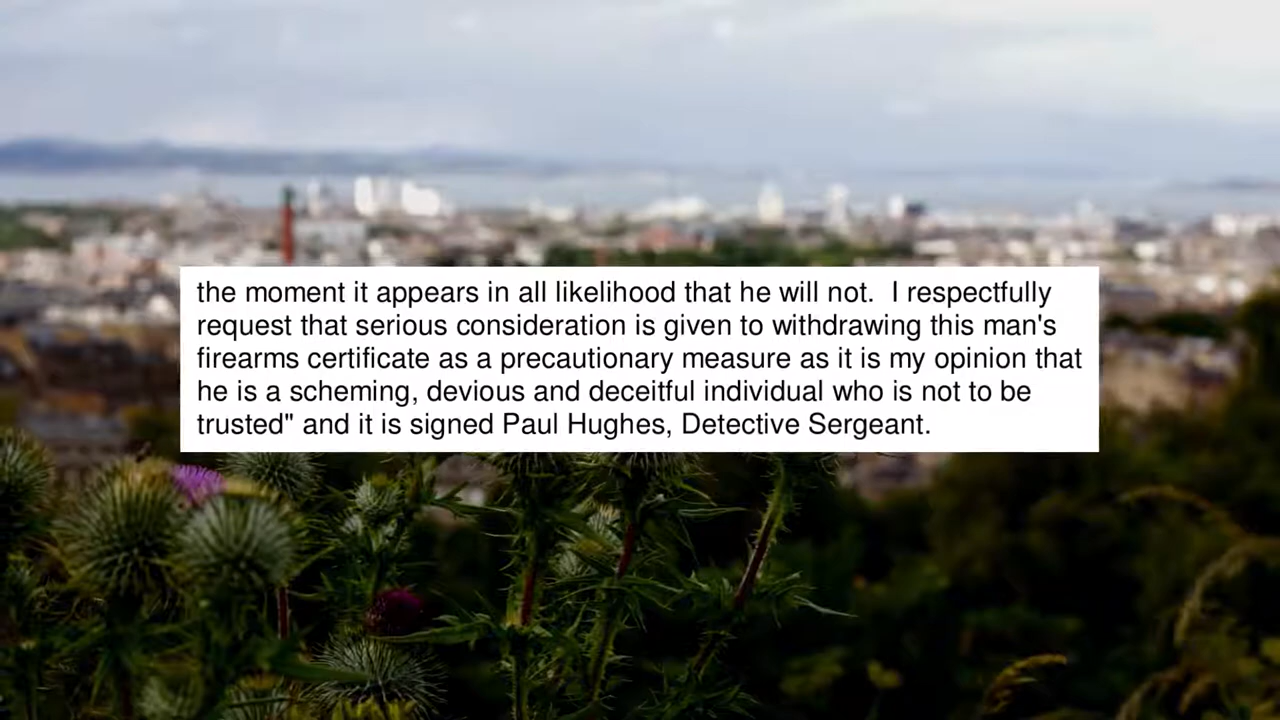 the moment it appears in all likelihood that he will not.  I respectfully
request that serious consideration is given to withdrawing this man's
firearms certificate as a precautionary measure as it is my opinion that
he is a scheming, devious and deceitful individual who is not to be
trusted" and it is signed Paul Hughes, Detective Sergeant.